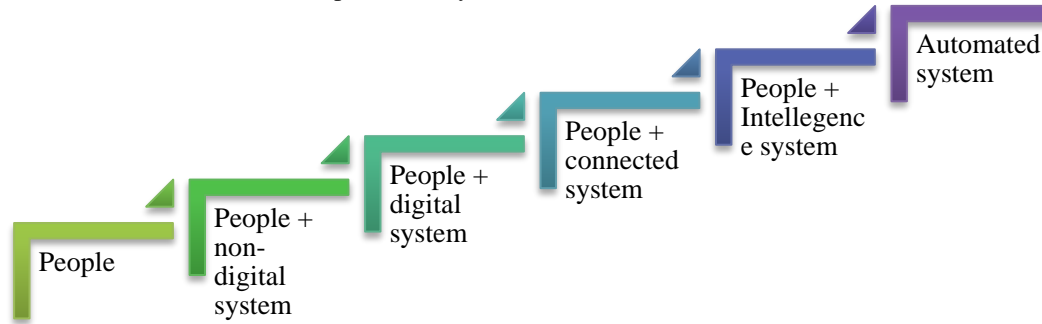 People
People +
non-
digital
system
People +
digital
system
People +
connected
system
People +
Intellegenc
e system
Automated
system